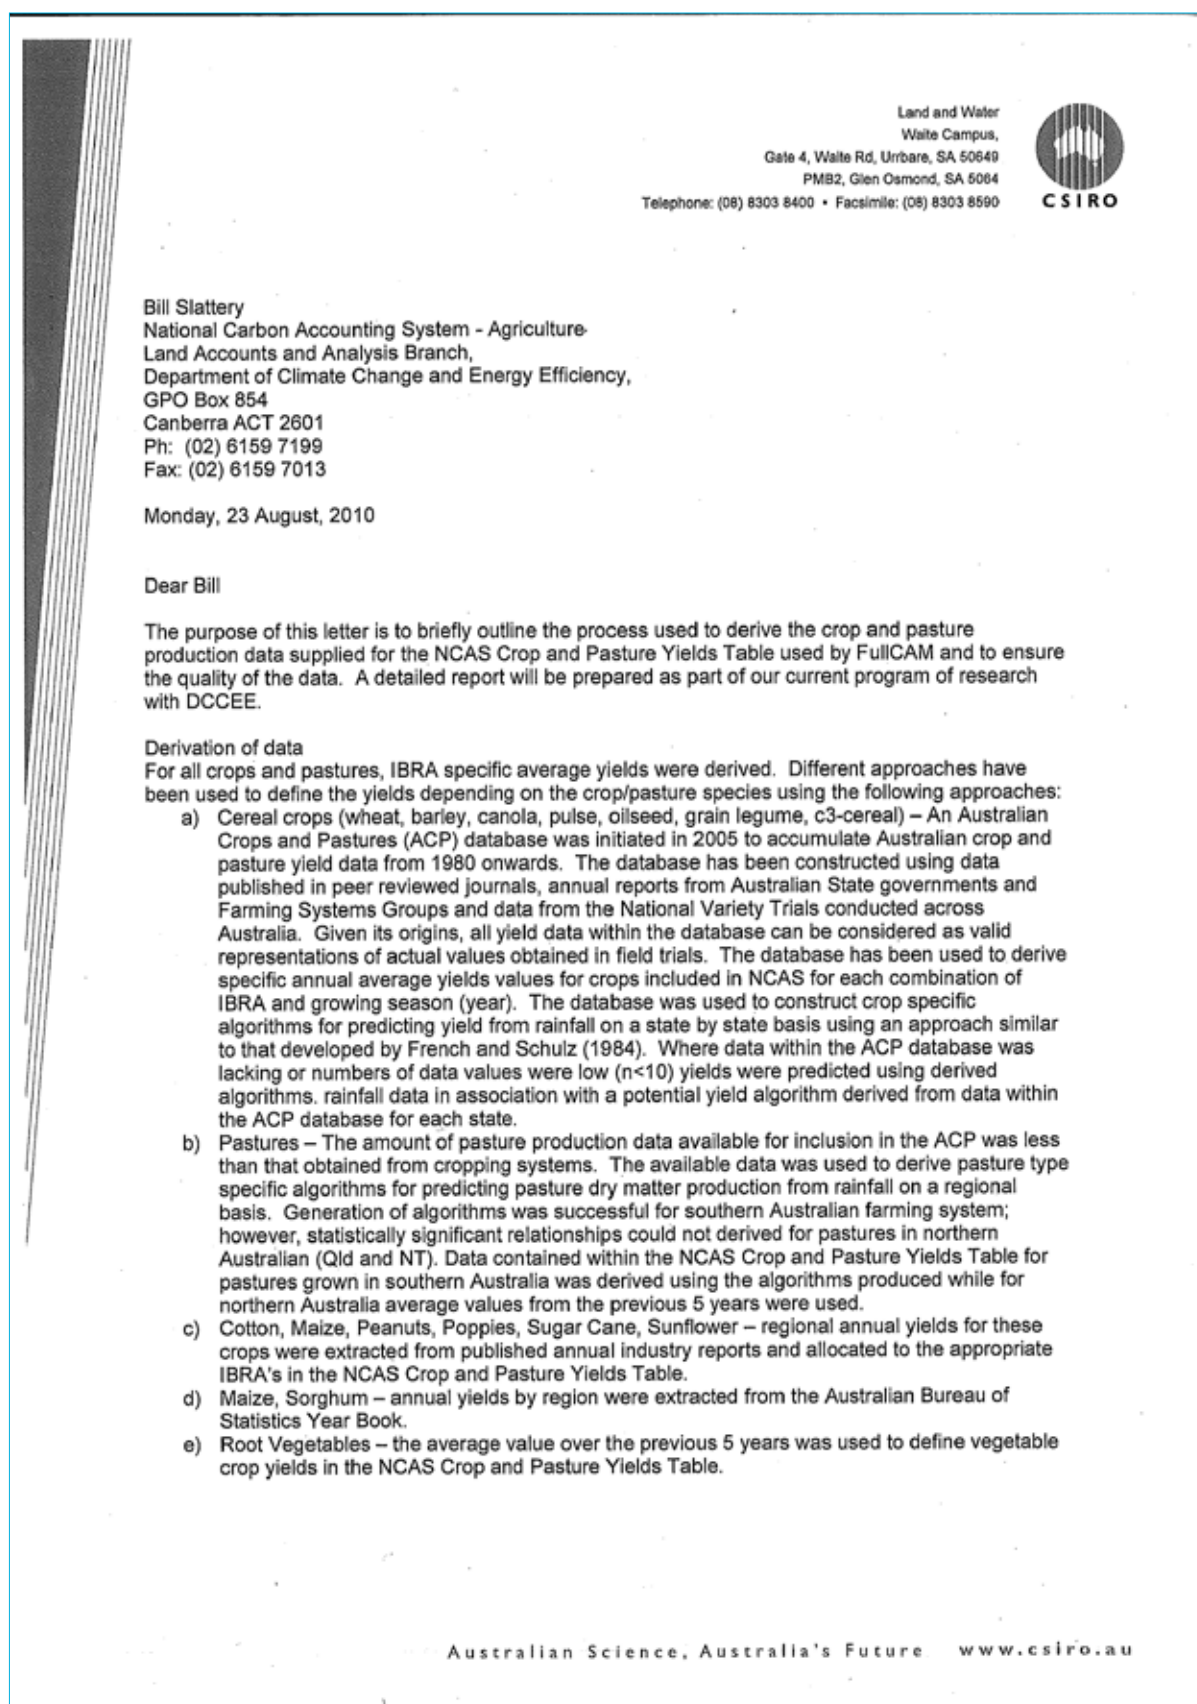 Land and Water
Waite Campus,
Gate 4, Waite Rd, Urrbare, SA 50649
PMB2, Glen Osmond, SA 5064
Telephone: (08) 8303 8400 • Facsimile: (08) 8303 8590
CSIRO
Bill Slattery
National Carbon Accounting System - Agriculture
Land Accounts and Analysis Branch,
Department of Climate Change and Energy Efficiency,
GPO Box 854
Canberra ACT 2601
Ph: (02) 6159 7199
Fax: (02) 6159 7013
Monday, 23 August, 2010
Dear Bill
The purpose of this letter is to briefly outline the process used to derive the crop and pasture
production data supplied for the NCAS Crop and Pasture Yields Table used by FullCAM and to ensure
the quality of the data. A detailed report will be prepared as part of our current program of research
with DCCEE.
Derivation of data
For all crops and pastures, IBRA specific average yields were derived. Different approaches have
been used to define the yields depending on the crop/pasture species using the following approaches:
a) Cereal crops (wheat, barley, canola, pulse, oilseed, grain legume, c3-cereal) – An Australian
Crops and Pastures (ACP) database was initiated in 2005 to accumulate Australian crop and
pasture yield data from 1980 onwards. The database has been constructed using data
published in peer reviewed journals, annual reports from Australian State governments and
Farming Systems Groups and data from the National Variety Trials conducted across
Australia. Given its origins, all yield data within the database can be considered as valid
representations of actual values obtained in field trials. The database has been used to derive
specific annual average yields values for crops included in NCAS for each combination of
IBRA and growing season (year). The database was used to construct crop specific
algorithms for predicting yield from rainfall on a state by state basis using an approach similar
to that developed by French and Schulz (1984). Where data within the ACP database was
lacking or numbers of data values were low (n<10) yields were predicted using derived
algorithms. rainfall data in association with a potential yield algorithm derived from data within
the ACP database for each state.
b) Pastures – The amount of pasture production data available for inclusion in the ACP was less
than that obtained from cropping systems. The available data was used to derive pasture type
specific algorithms for predicting pasture dry matter production from rainfall on a regional
basis. Generation of algorithms was successful for southern Australian farming system;
however, statistically significant relationships could not derived for pastures in northern
Australian (Qld and NT). Data contained within the NCAS Crop and Pasture Yields Table for
pastures grown in southern Australia was derived using the algorithms produced while for
northern Australia average values from the previous 5 years were used.
c) Cotton, Maize, Peanuts, Poppies, Sugar Cane, Sunflower – regional annual yields for these
crops were extracted from published annual industry reports and allocated to the appropriate
IBRA's in the NCAS Crop and Pasture Yields Table.
d) Maize, Sorghum – annual yields by region were extracted from the Australian Bureau of
Statistics Year Book.
e) Root Vegetables – the average value over the previous 5 years was used to define vegetable
crop yields in the NCAS Crop and Pasture Yields Table.
Australian Science, Australia's Future www.csiro.au